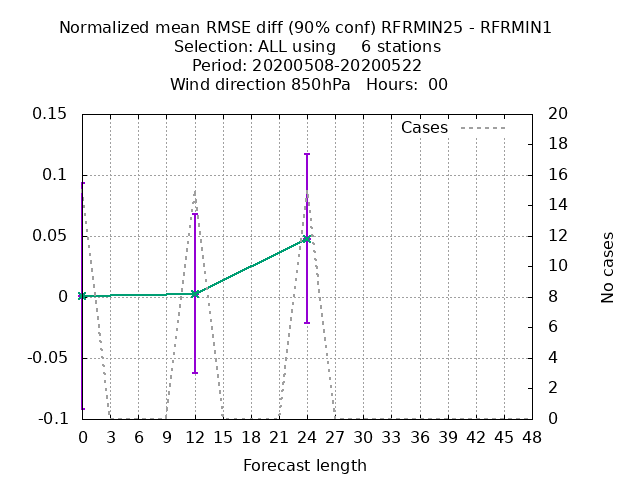 Normalized mean RMSE diff (90% conf) RFRMIN25 - RFRMIN1
Selection: ALL using     6 stations
Period: 20200508-20200522
Wind direction 850hPa   Hours:  00
Cases
0.15
0.1
0.05
0
-0.05
-0.1
20
18
16
14
12
10
8
6
4
2
0
No cases
0 3 6 9 12 15 18 21 24 27 30 33 36 39 42 45 48
Forecast length